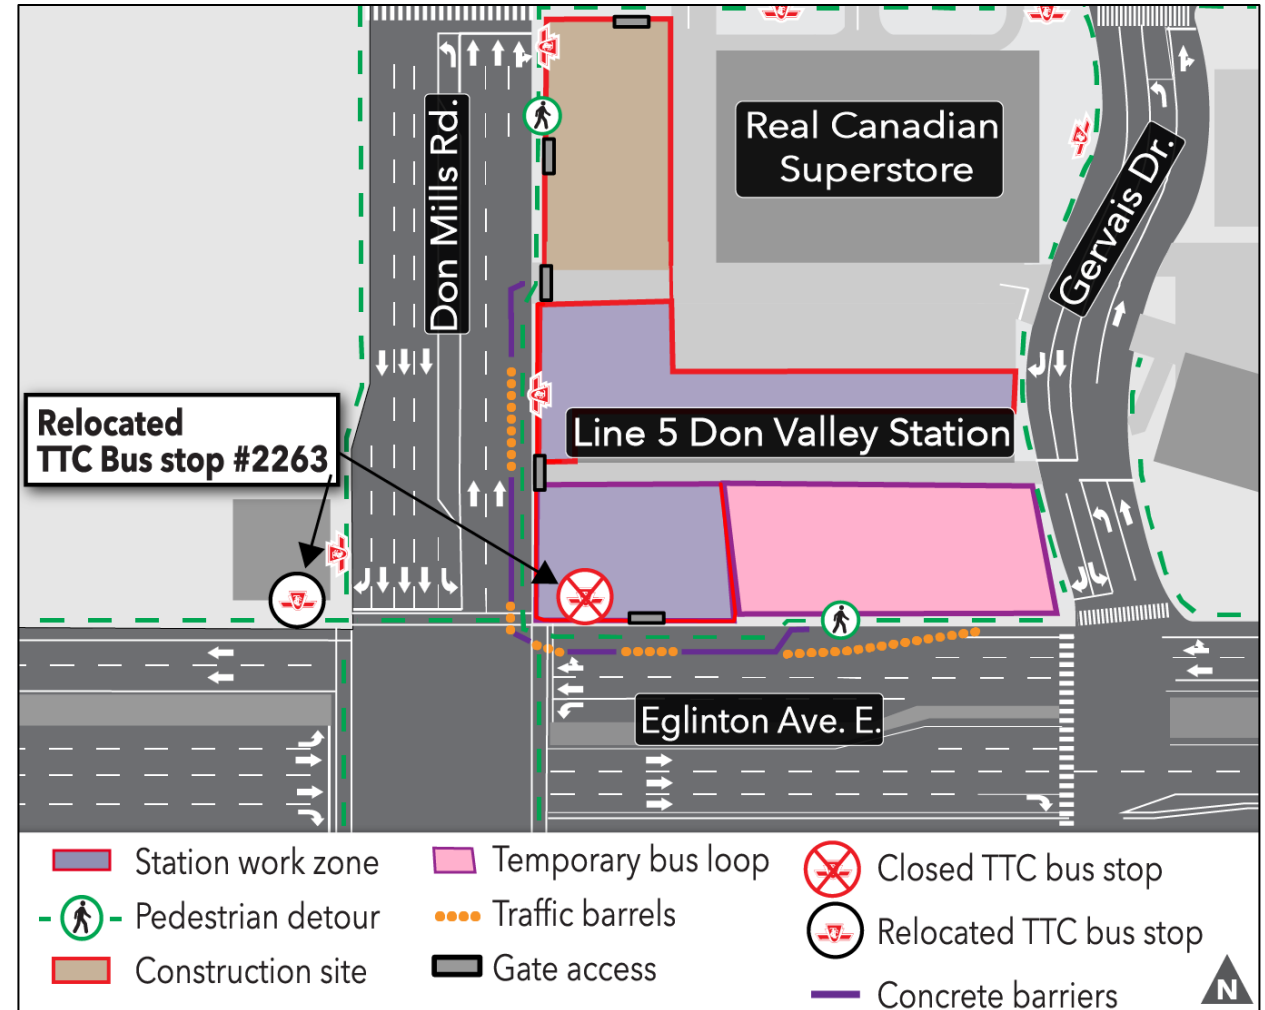 Real Canadian
Superstore
Don Mills Rd.
Gervais Dr.
Relocated
TTC Bus stop #2263
Line 5 Don Valley Station
Eglinton Ave. E.
Station work zone
Pedestrian detour
Construction site
Temporary bus loop
Traffic barrels
Gate access
Closed TTC bus stop
Relocated TTC bus stop
Concrete barriers
N